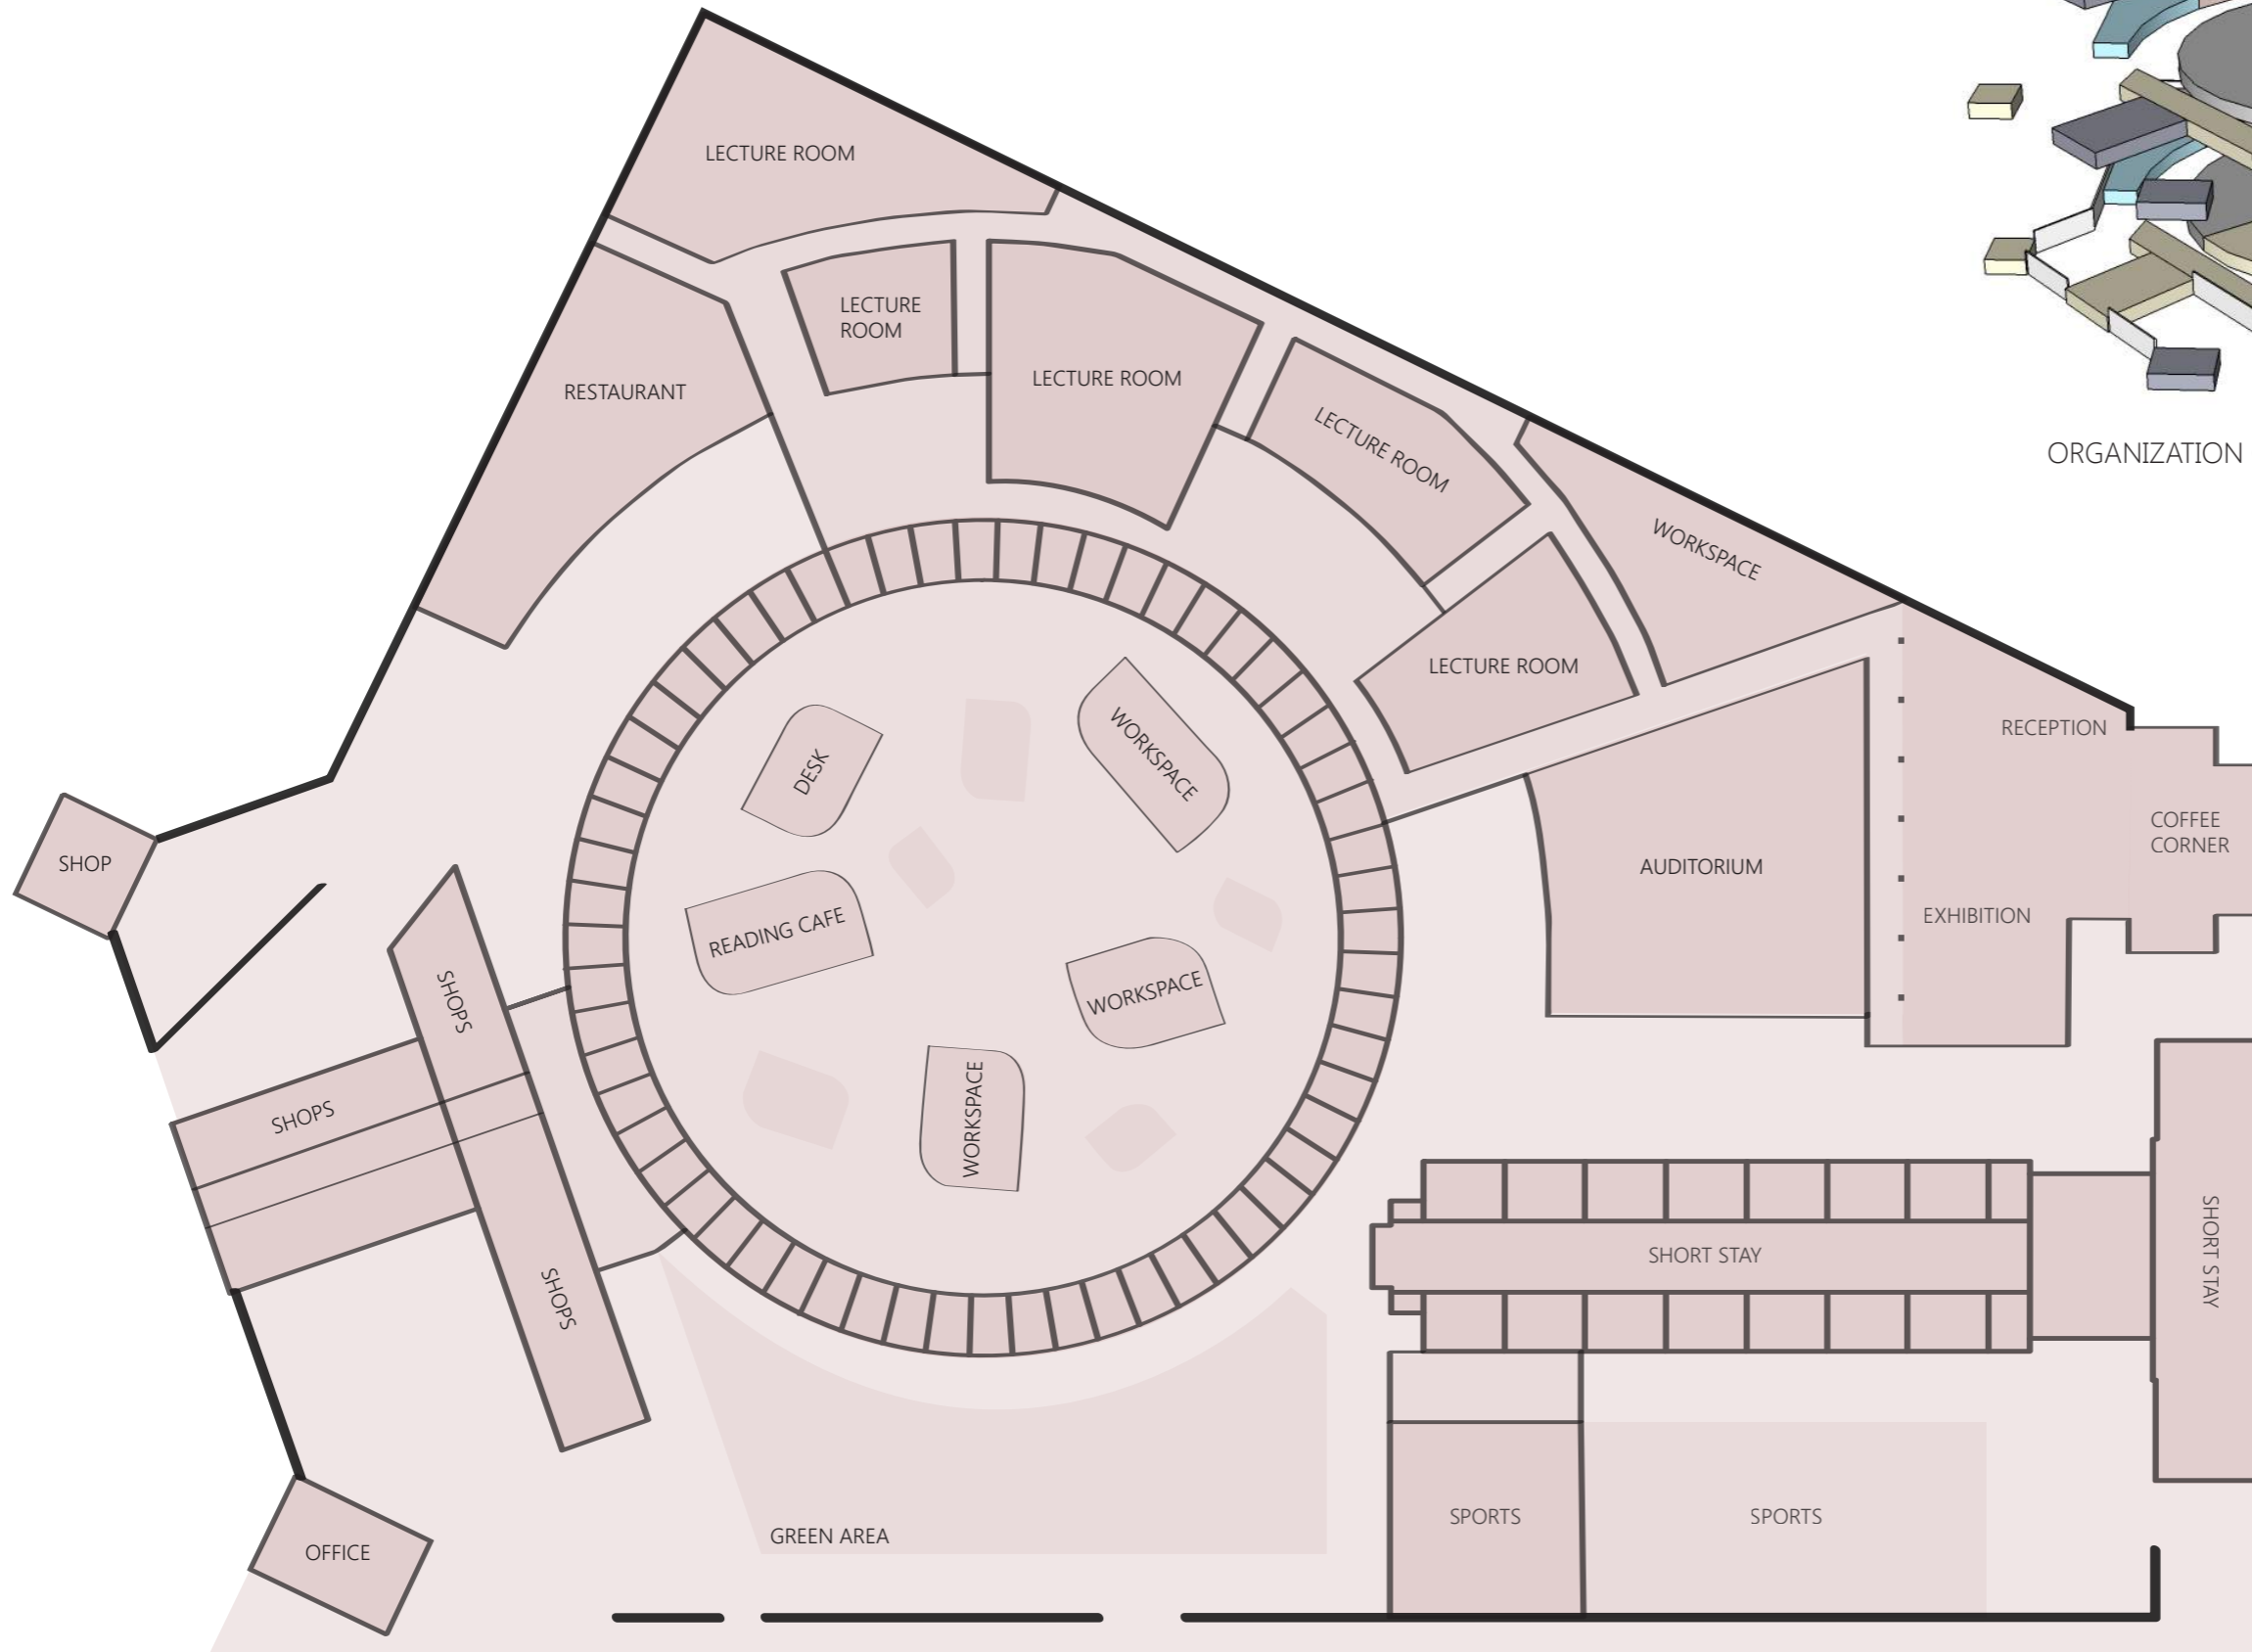 LECTURE ROOM
LECTURE
ROOM
LECTURE ROOM
RESTAURANT
LECTURE ROOM
ORGANIZATION
WORKSPACE
LECTURE ROOM
RECEPTION
DESK
WORKSPACE
COFFEE
CORNER
SHOP
AUDITORIUM
EXHIBITION
READING CAFE
WORKSPACE
SHOPS
SHOPS
WORKSPACE
SHORT STAY
SHORT STAY
SHOPS
SPORTS
SPORTS
GREEN AREA
OFFICE